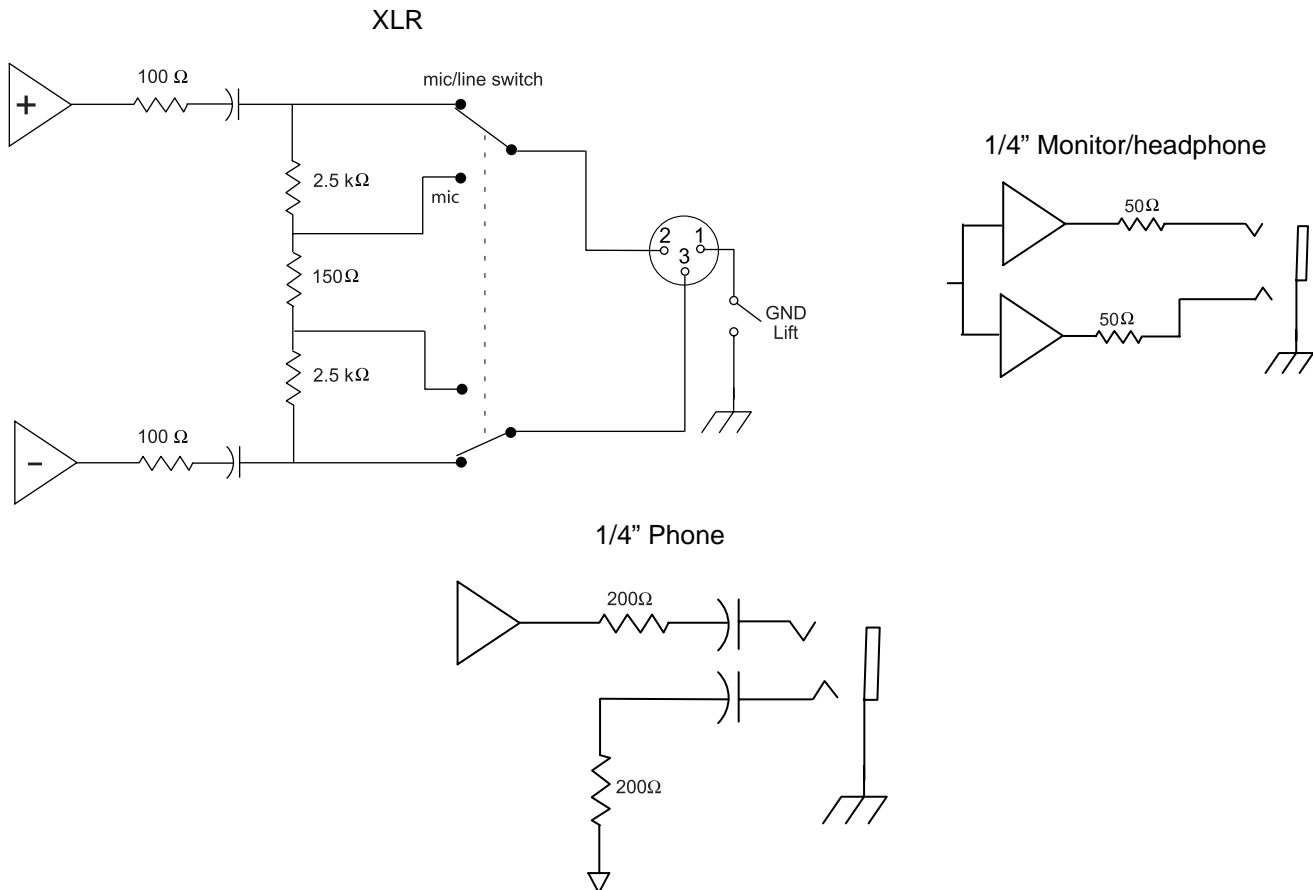 XLR
100 Ω
+
mic/line switch
2.5 kΩ
mic
150Ω
2 1
3
GND
Lift
2.5 kΩ
100 Ω
-
1/4” Monitor/headphone
50Ω
50Ω
1/4” Phone
200Ω
200Ω